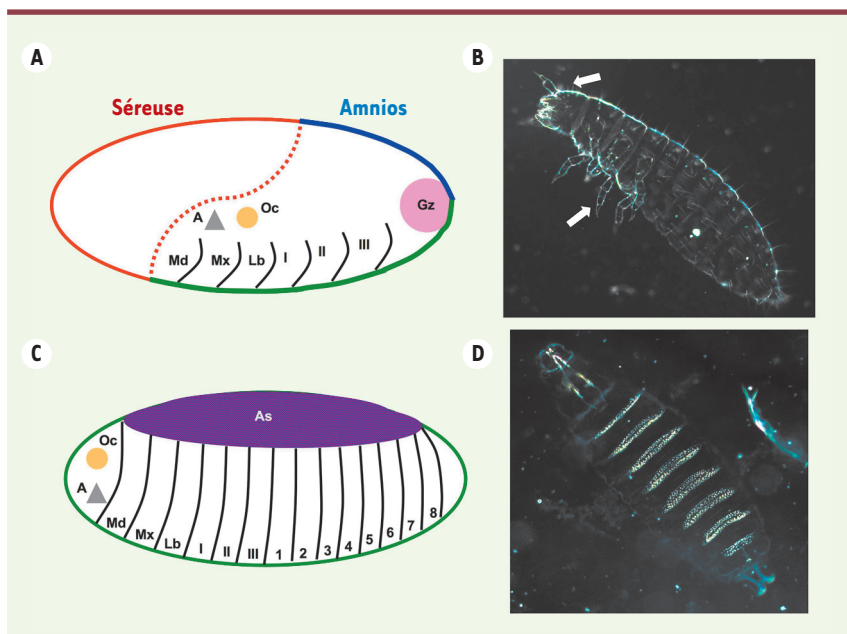 A
B
Séreuse
Amnios
A
Oc
Gz
Md
Mx
Lb
I
II
III
C
D
As
Oc
A
Md
Mx
Lb
I
II
III
1
2
3
4
5
6
7
8